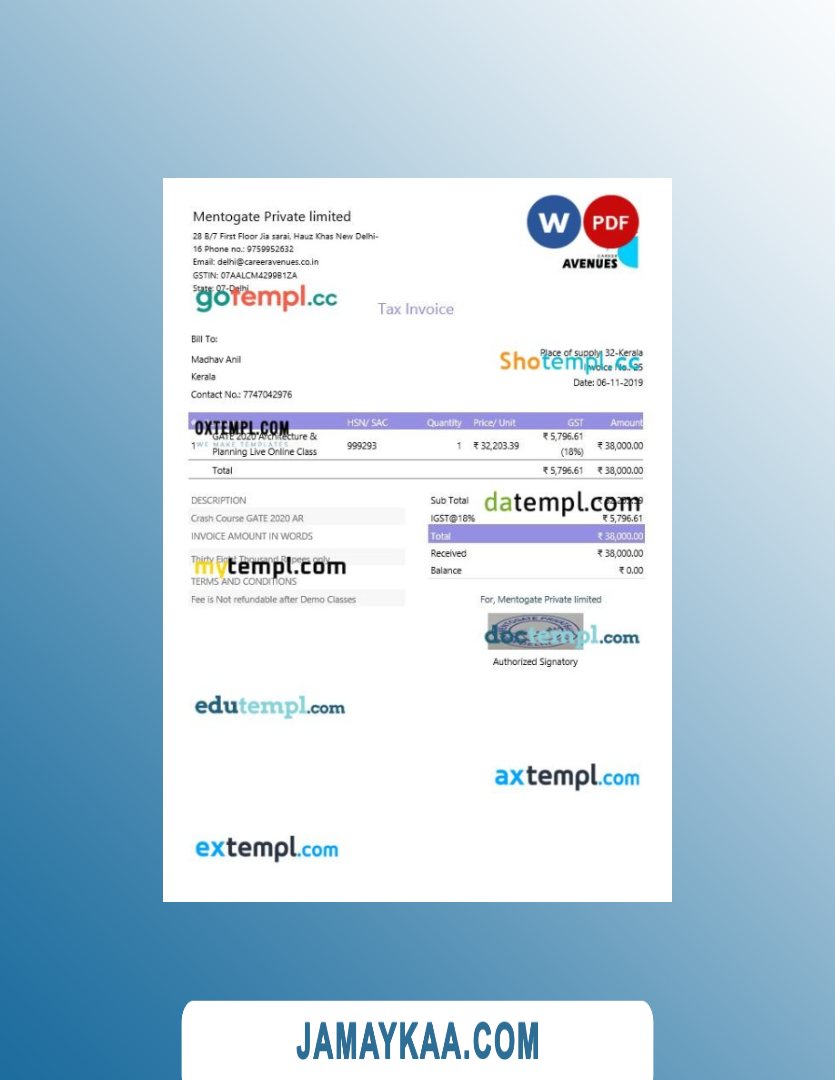 Mentogate Private limited
28 B/7 First Floor Jia sarai, Hauz Khas New Delhi-
16 Phone no.: 9759952632
Email: delhi@careeravenues.co.in
GSTIN: 07AALCM4299B1ZA
State: 07-Delhi
W PDF
CAREER
AVENUES
gotempl.cc
Tax Invoice
Bill To:
Madhav Anil
Kerala
Contact No.: 7747042976
Place of supply: 32-Kerala
Shotempl.cc
Invoice No.: 25
Date: 06-11-2019
# HSN/ SAC Quantity Price/ Unit GST Amount
OXTEMPL.COM
WE MAKE TEMPLATES
1 GATE 2020 Architecture & Planning Live Online Class 999293 1 ₹ 32,203.39 ₹ 5,796.61 (18%) ₹ 38,000.00
Total ₹ 5,796.61 ₹ 38,000.00
DESCRIPTION
Crash Course GATE 2020 AR
INVOICE AMOUNT IN WORDS
Thirty Eight Thousand Rupees only
mytempl.com
TERMS AND CONDITIONS
Fee is Not refundable after Demo Classes
Sub Total
datempl.com
IGST@18% ₹ 5,796.61
Total ₹ 38,000.00
Received ₹ 38,000.00
Balance ₹ 0.00
For, Mentogate Private limited
doctempl.com
Authorized Signatory
edutempl.com
axtempl.com
extempl.com
JAMAYKAA.COM